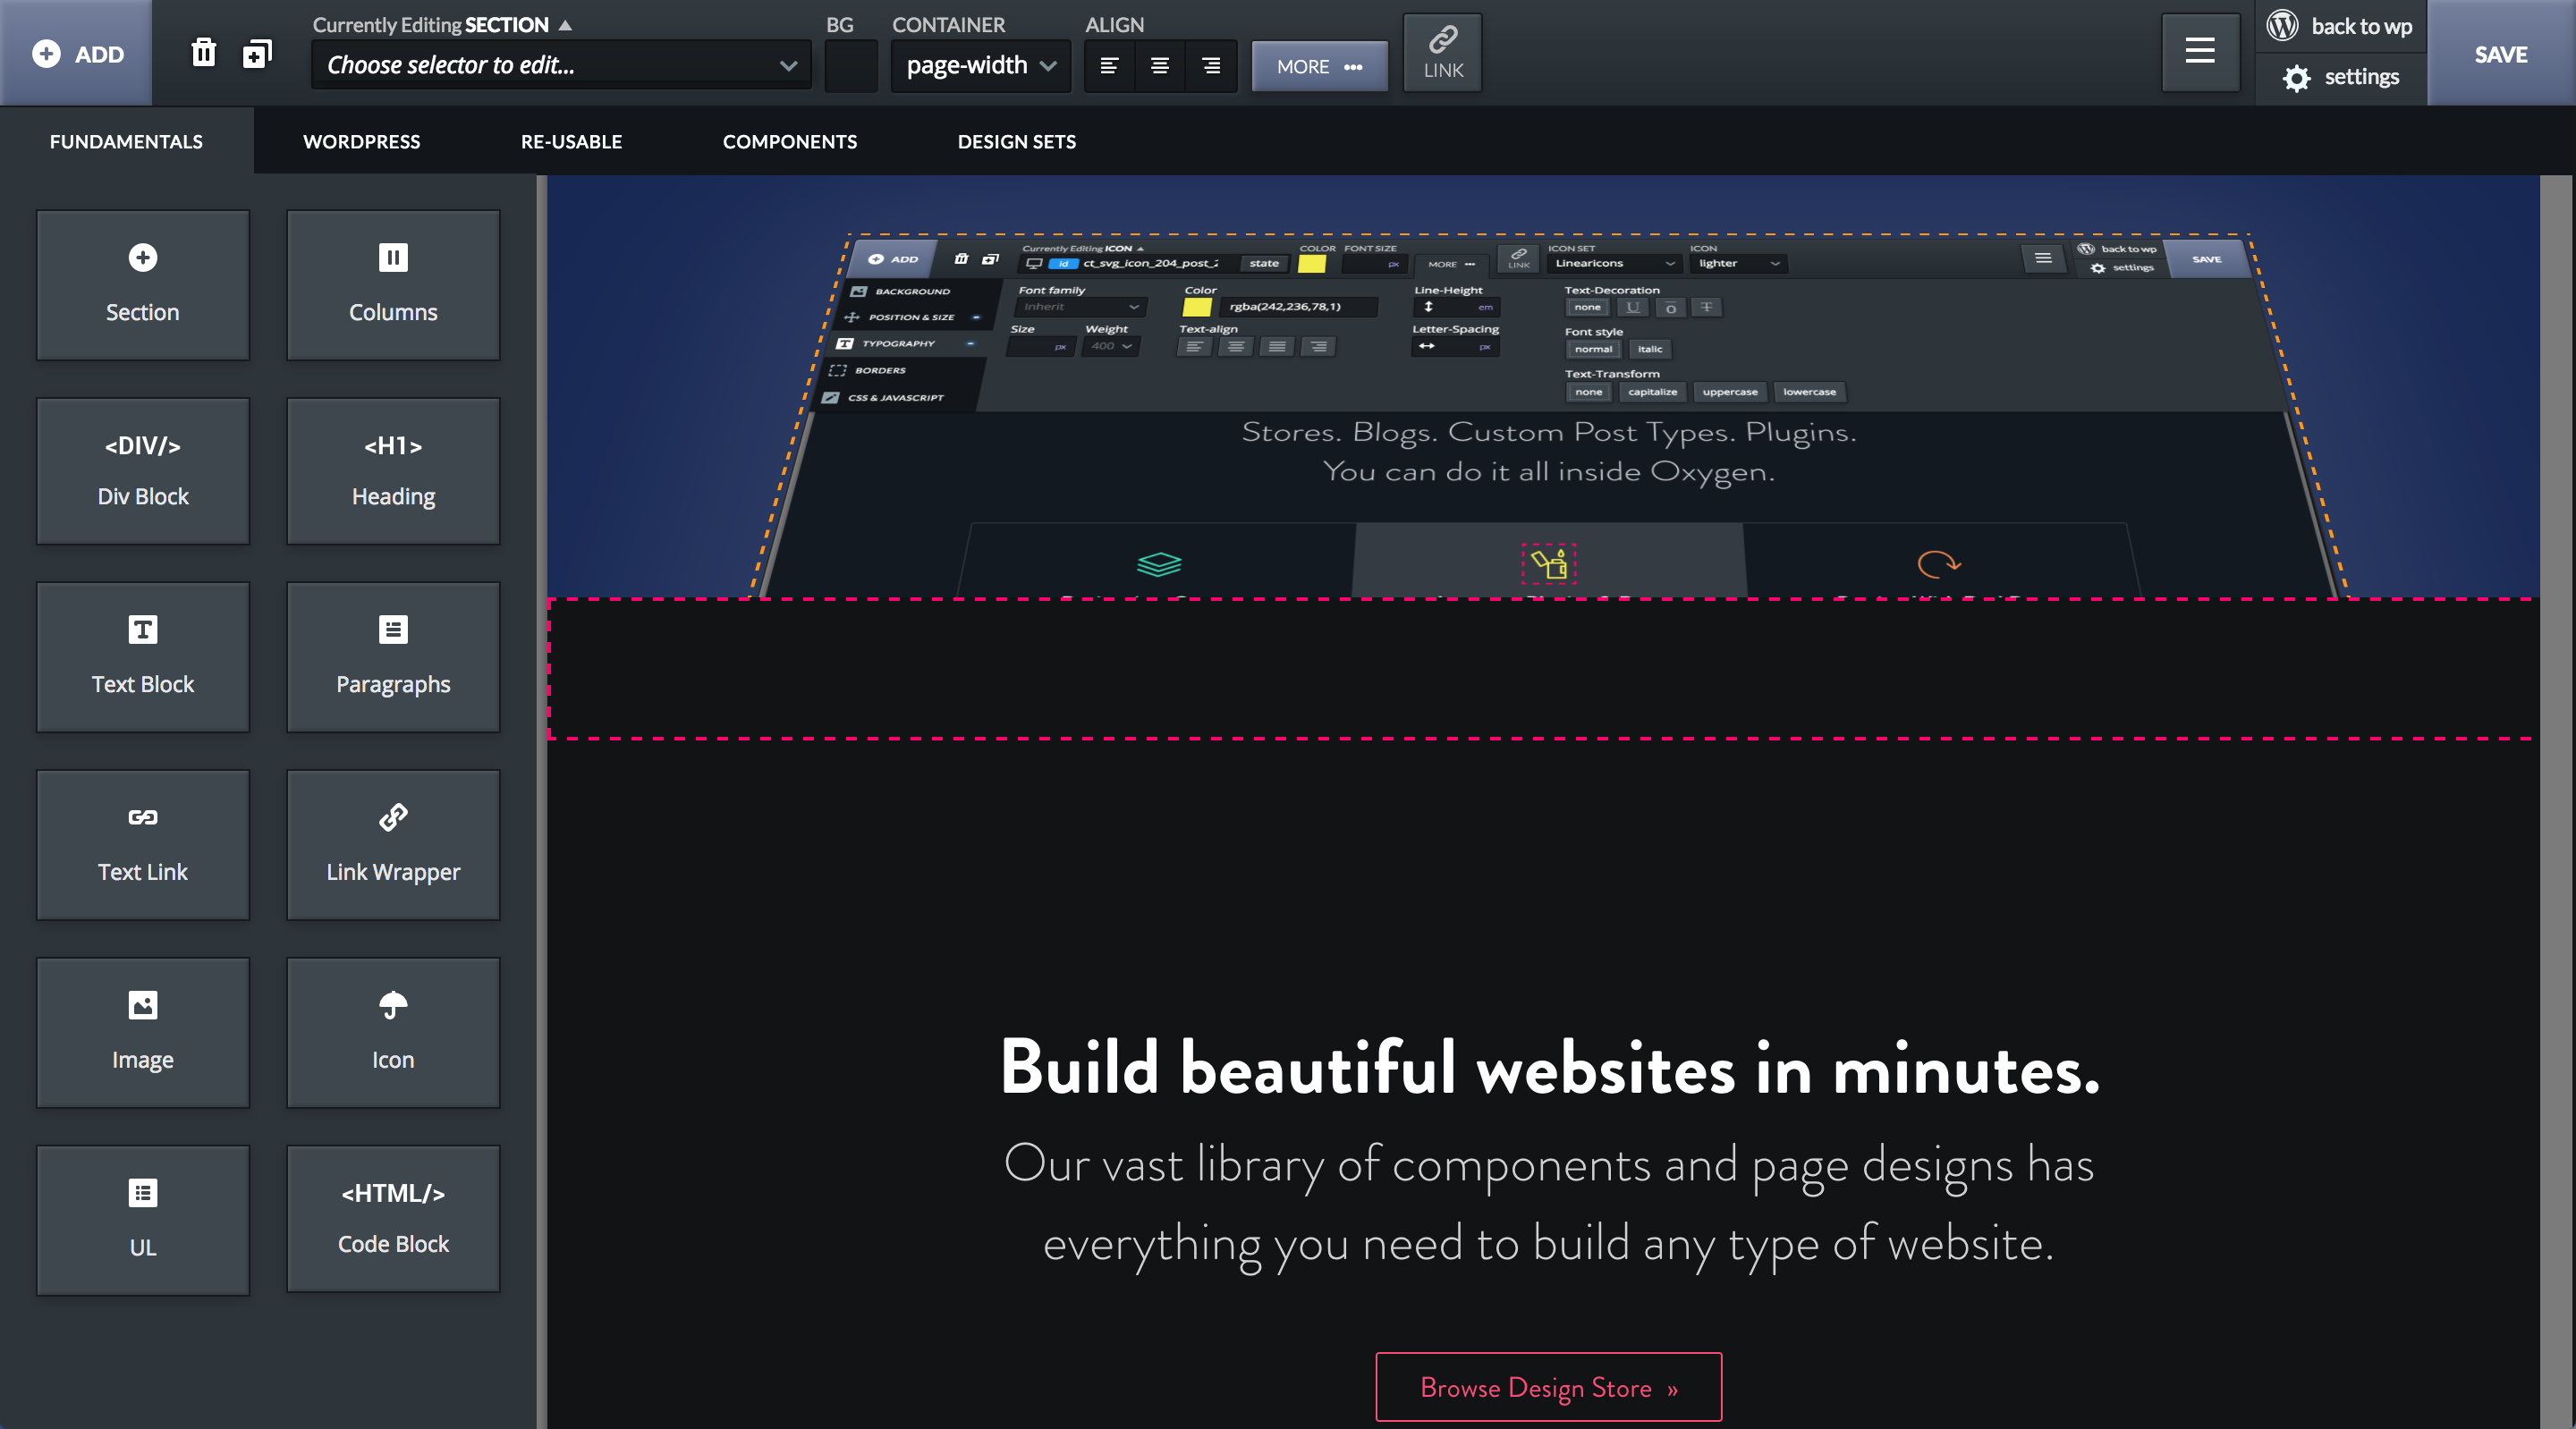 ADD
Currently Editing SECTION
Choose selector to edit...
BG
CONTAINER
page-width
ALIGN
MORE
LINK
back to wp
settings
SAVE
FUNDAMENTALS
WORDPRESS
RE-USABLE
COMPONENTS
DESIGN SETS
Section
Columns
<DIV/>
Div Block
<H1>
Heading
T
Text Block
Paragraphs
Text Link
Link Wrapper
Image
Icon
UL
<HTML/>
Code Block
ADD
Currently Editing ICON
id ct_svg_icon_204_post_
state
COLOR
FONT SIZE
px
MORE
LINK
ICON SET
Linearicons
ICON
lighter
back to wp
settings
SAVE
BACKGROUND
POSITION & SIZE
T TYPOGRAPHY
BORDERS
CSS & JAVASCRIPT
Font family
Inherit
Color
rgba(242,236,78,1)
Line-Height
em
Text-Decoration
none U O T
Size
px
Weight
400
Text-align
Letter-Spacing
px
Font style
normal italic
Text-Transform
none capitalize uppercase lowercase
Stores. Blogs. Custom Post Types. Plugins.
You can do it all inside Oxygen.
Build beautiful websites in minutes.
Our vast library of components and page designs has
everything you need to build any type of website.
Browse Design Store »